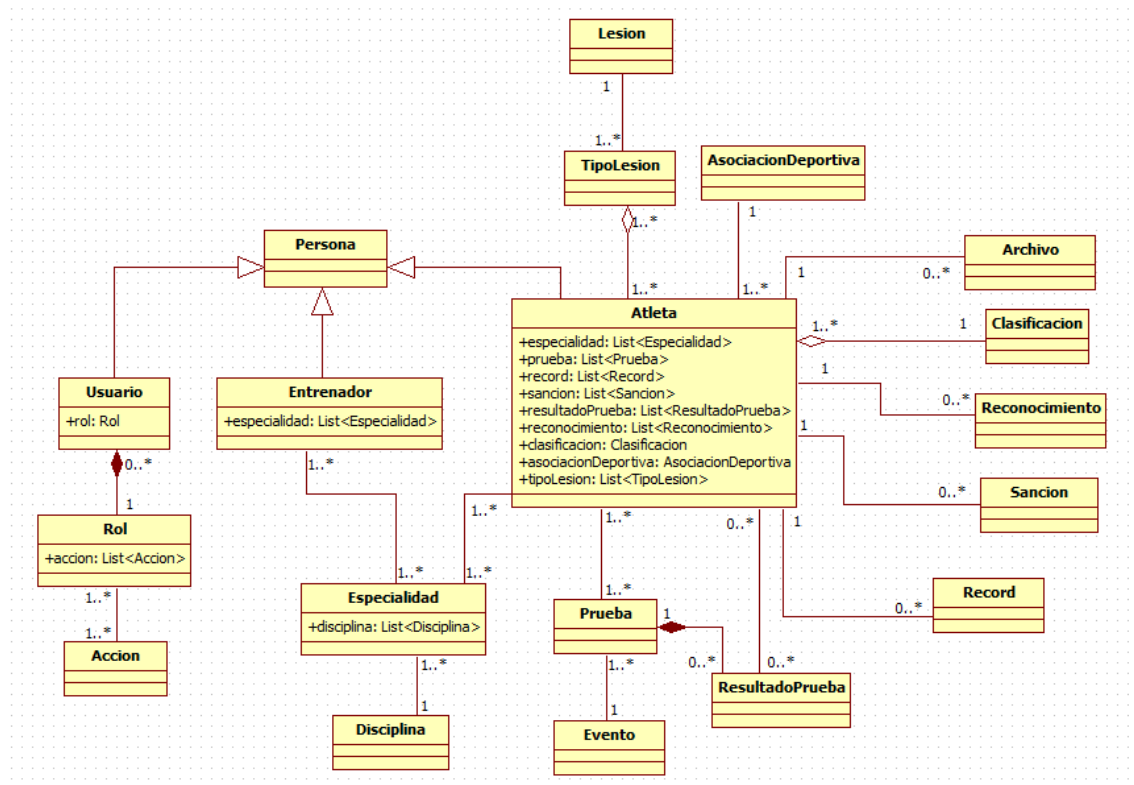 Lesion
1
1..*
TipoLesion
1..*
1..*
AsociacionDeportiva
1
1..*
Persona
Archivo
1
0..*
Atleta
+especialidad: List<Especialidad>
+prueba: List<Prueba>
+record: List<Record>
+sancion: List<Sancion>
+resultadoPrueba: List<ResultadoPrueba>
+reconocimiento: List<Reconocimiento>
+clasificacion: Clasificacion
+asociacionDeportiva: AsociacionDeportiva
+tipoLesion: List<TipoLesion>
1..*
1
Clasificacion
1
0..*
Reconocimiento
1
0..*
Sancion
1
0..*
Record
Usuario
+rol: Rol
0..*
1
Rol
+accion: List<Accion>
1..*
1..*
Accion
Entrenador
+especialidad: List<Especialidad>
1..*
1..*
1..*
1..*
Especialidad
+disciplina: List<Disciplina>
1..*
1
Disciplina
1..*
1..*
Prueba
1
0..*
1..*
1
Evento
0..*
0..*
ResultadoPrueba